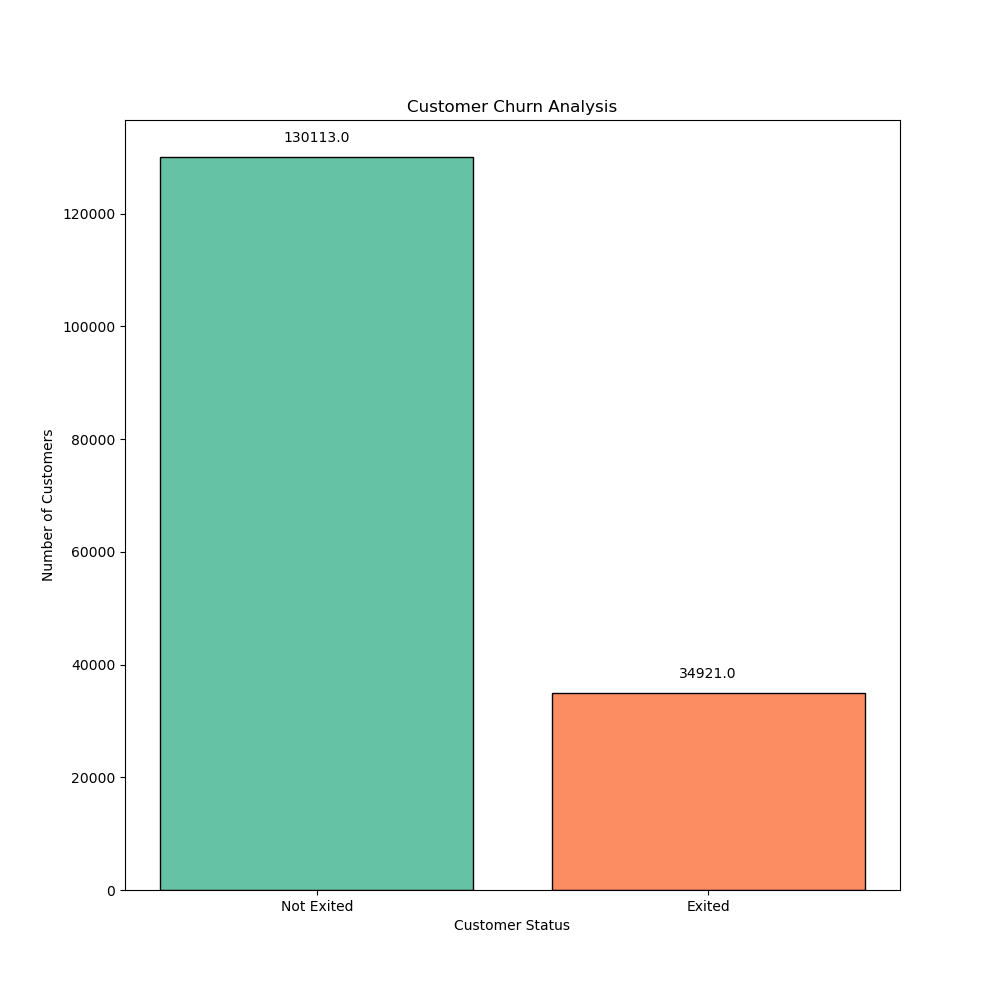 Customer Churn Analysis
130113.0
34921.0
120000
100000
80000
60000
40000
20000
0
Number of Customers
Not Exited
Exited
Customer Status